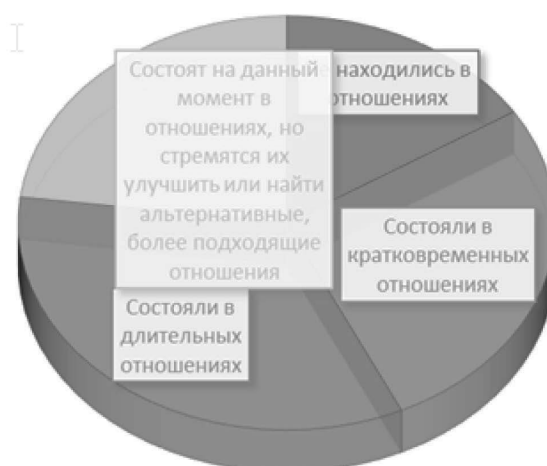 Состоят на данный
момент в
отношениях, но
стремятся их
улучшить или найти
альтернативные,
более подходящие
отношения
находились в
отношениях
Состояли в
кратковременных
отношениях
Состояли в
длительных
отношениях